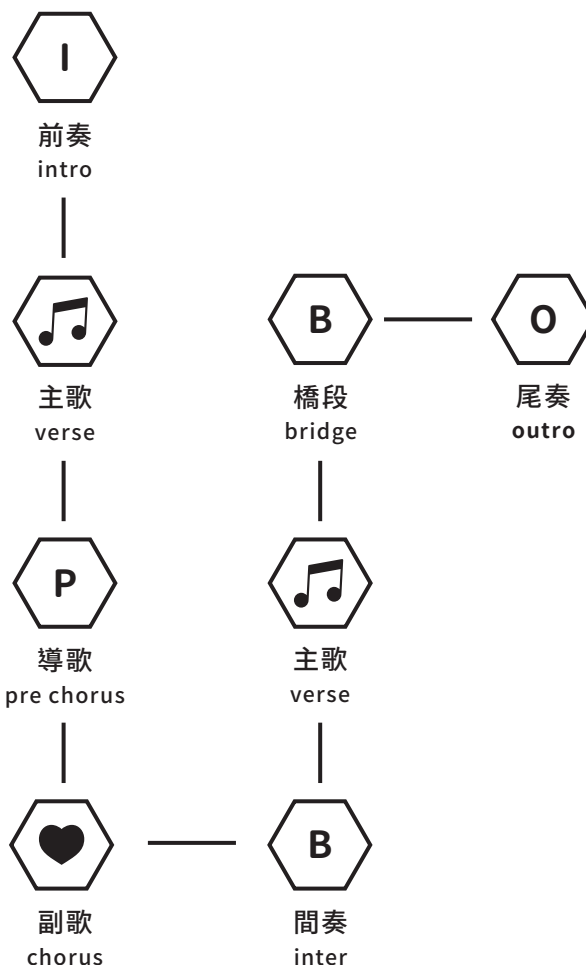 I
前奏
intro
主歌
verse
P
導歌
pre chorus
副歌
chorus
B
間奏
inter
主歌
verse
B
橋段
bridge
O
尾奏
outro